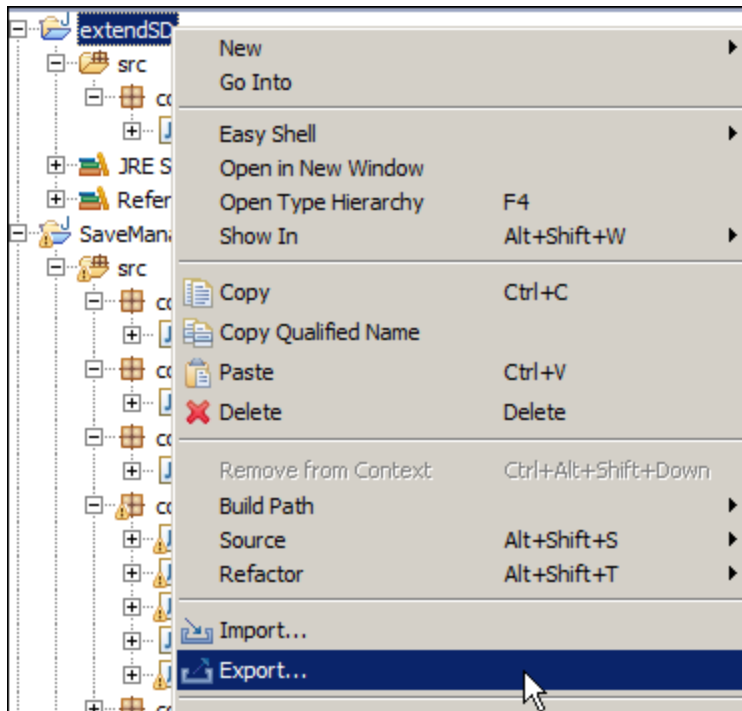 extendSD
src
JRE S
Refer
SaveMana
src
New
Go Into
Easy Shell
Open in New Window
Open Type Hierarchy F4
Show In Alt+Shift+W
Copy Ctrl+C
Copy Qualified Name
Paste Ctrl+V
Delete Delete
Remove from Context Ctrl+Alt+Shift+Down
Build Path
Source Alt+Shift+S
Refactor Alt+Shift+T
Import...
Export...